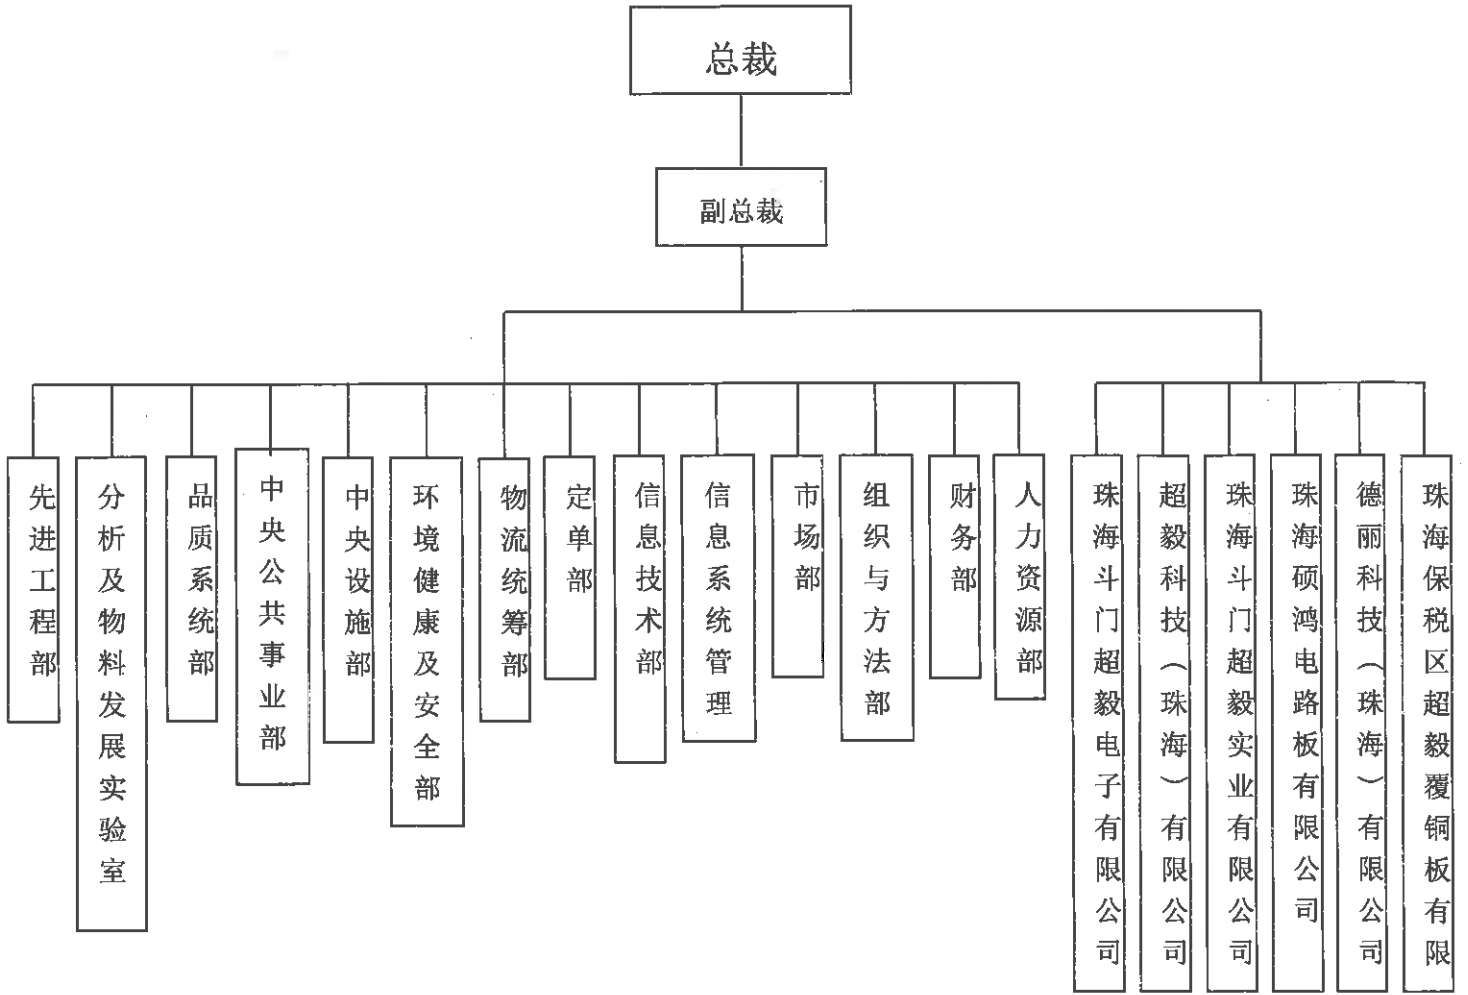 总裁
副总裁
先进工程部
分析及物料发展实验室
品质系统部
中央公共事业部
中央设施部
环境健康及安全部
物流统筹部
定单部
信息技术部
信息系统管理
市场部
组织与方法部
财务部
人力资源部
珠海斗门超毅电子有限公司
超毅科技（珠海）有限公司
珠海斗门超毅实业有限公司
珠海硕鸿电路板有限公司
德丽科技（珠海）有限公司
珠海保税区超毅覆铜板有限